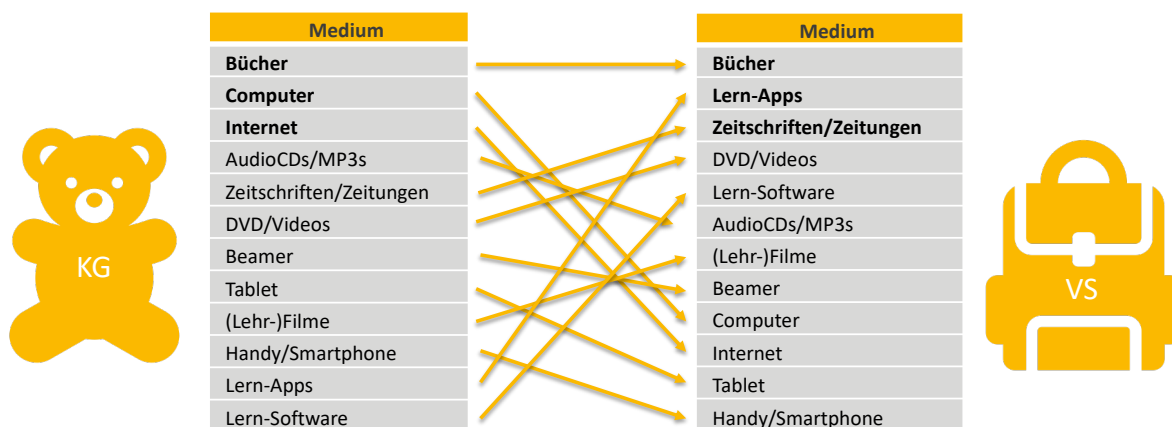 Medium
Bücher
Computer
Internet
AudioCDs/MP3s
Zeitschriften/Zeitungen
DVD/Videos
Beamer
Tablet
(Lehr-)Filme
Handy/Smartphone
Lern-Apps
Lern-Software
KG
Medium
Bücher
Lern-Apps
Zeitschriften/Zeitungen
DVD/Videos
Lern-Software
AudioCDs/MP3s
(Lehr-)Filme
Beamer
Computer
Internet
Tablet
Handy/Smartphone
VS